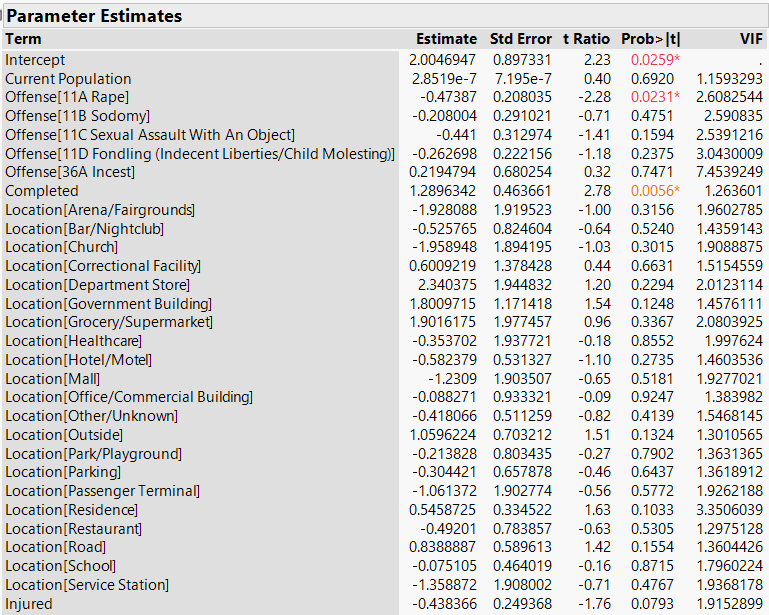 Parameter Estimates
Term Estimate Std Error t Ratio Prob>|t| VIF
Intercept 2.0046947 0.897331 2.23 0.0259* .
Current Population 2.8519e-7 7.195e-7 0.40 0.6920 1.1593293
Offense[11A Rape] -0.47387 0.208035 -2.28 0.0231* 2.6082544
Offense[11B Sodomy] -0.208004 0.291021 -0.71 0.4751 2.590835
Offense[11C Sexual Assault With An Object] -0.441 0.312974 -1.41 0.1594 2.5391216
Offense[11D Fondling (Indecent Liberties/Child Molesting)] -0.262698 0.222156 -1.18 0.2375 3.0430009
Offense[36A Incest] 0.2194794 0.680254 0.32 0.7471 7.4539249
Completed 1.2896342 0.463661 2.78 0.0056* 1.263601
Location[Arena/Fairgrounds] -1.928088 1.919523 -1.00 0.3156 1.9602785
Location[Bar/Nightclub] -0.525765 0.824604 -0.64 0.5240 1.4359143
Location[Church] -1.958948 1.894195 -1.03 0.3015 1.9088875
Location[Correctional Facility] 0.6009219 1.378428 0.44 0.6631 1.5154559
Location[Department Store] 2.340375 1.944832 1.20 0.2294 2.0123114
Location[Government Building] 1.8009715 1.171418 1.54 0.1248 1.4576111
Location[Grocery/Supermarket] 1.9016175 1.977457 0.96 0.3367 2.0803925
Location[Healthcare] -0.353702 1.937721 -0.18 0.8552 1.997624
Location[Hotel/Motel] -0.582379 0.531327 -1.10 0.2735 1.4603536
Location[Mall] -1.2309 1.903507 -0.65 0.5181 1.9277021
Location[Office/Commercial Building] -0.088271 0.933321 -0.09 0.9247 1.383982
Location[Other/Unknown] -0.418066 0.511259 -0.82 0.4139 1.5468145
Location[Outside] 1.0596224 0.703212 1.51 0.1324 1.3010565
Location[Park/Playground] -0.213828 0.803435 -0.27 0.7902 1.3631365
Location[Parking] -0.304421 0.657878 -0.46 0.6437 1.3618912
Location[Passenger Terminal] -1.061372 1.902774 -0.56 0.5772 1.9262188
Location[Residence] 0.5458725 0.334522 1.63 0.1033 3.3506039
Location[Restaurant] -0.49201 0.783857 -0.63 0.5305 1.2975128
Location[Road] 0.8388887 0.589613 1.42 0.1554 1.3604426
Location[School] -0.075105 0.464019 -0.16 0.8715 1.7960224
Location[Service Station] -1.358872 1.908002 -0.71 0.4767 1.9368178
Injured -0.438366 0.249368 -1.76 0.0793 1.9152899